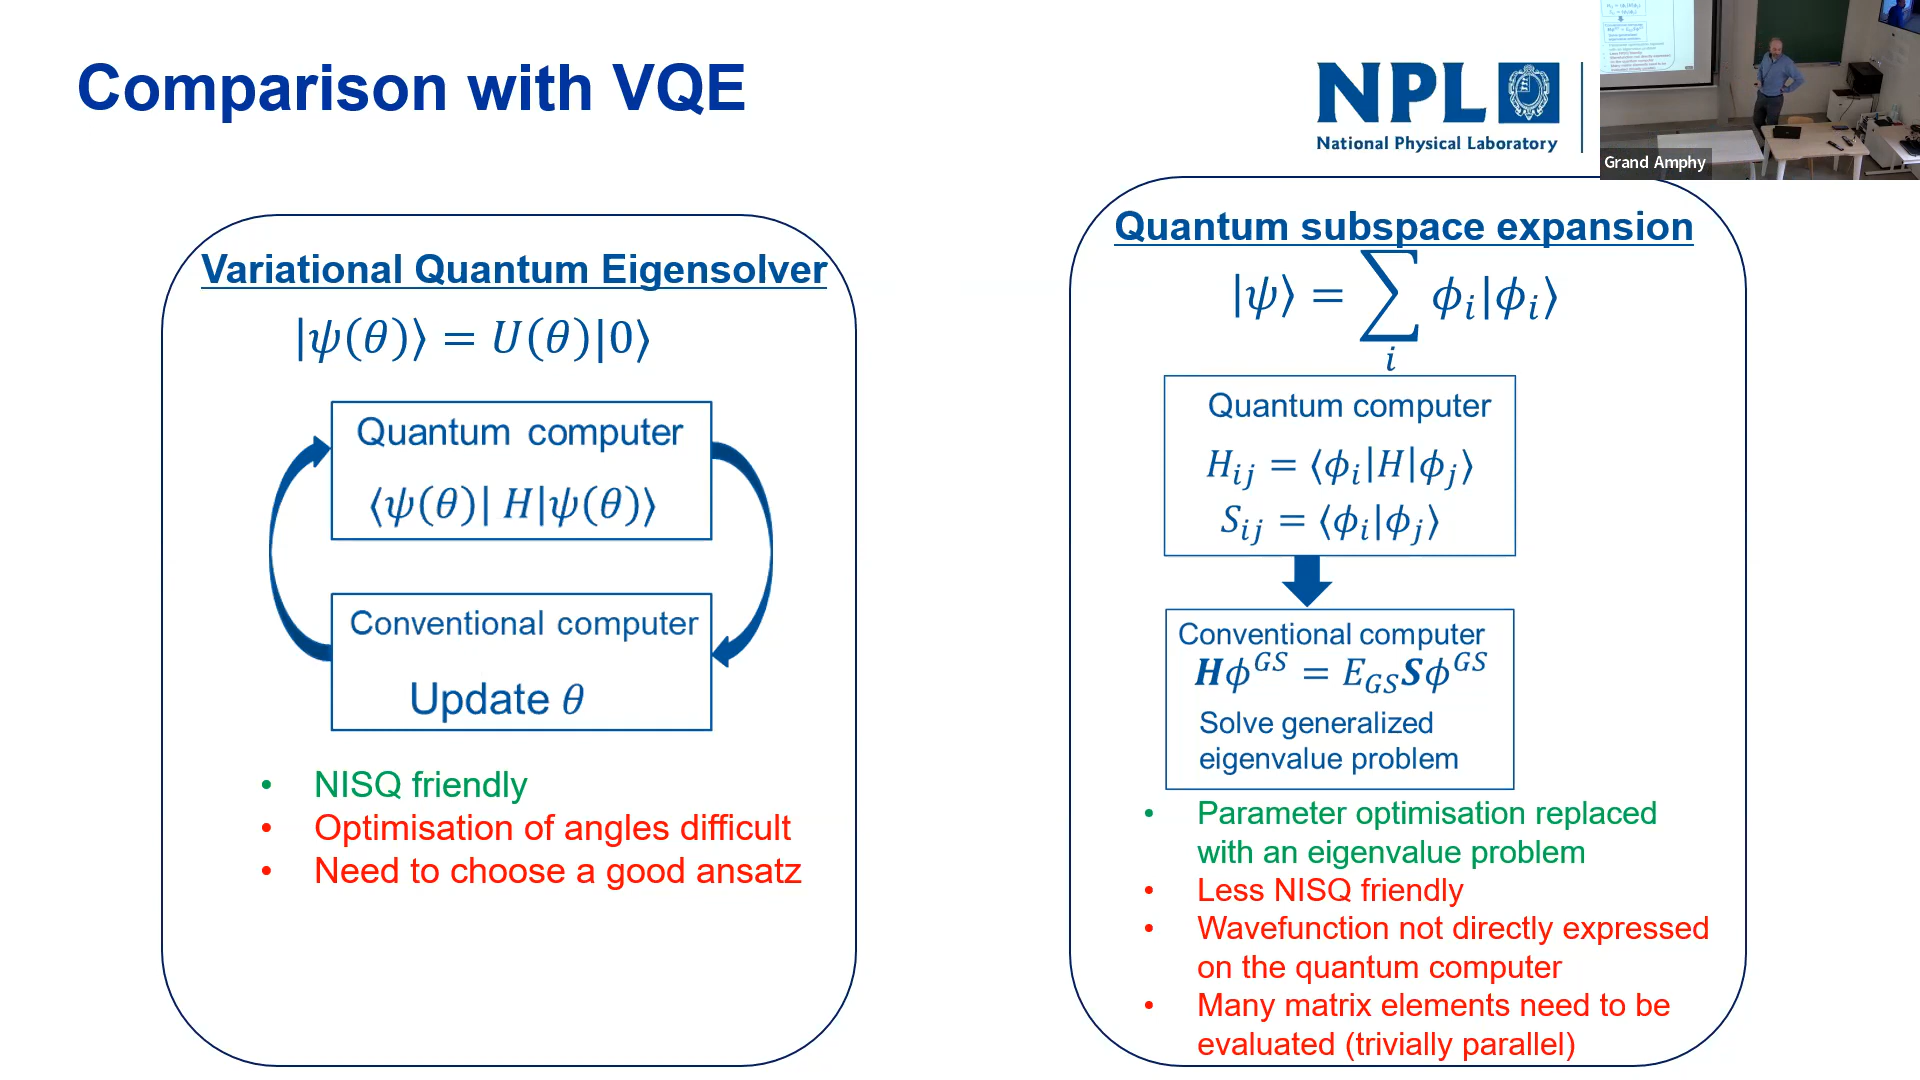 Comparison with VQE
NPL
National Physical Laboratory
Grand Amphy
Variational Quantum Eigensolver
|ψ(θ)⟩ = U(θ)|0⟩
Quantum computer
⟨ψ(θ)| H|ψ(θ)⟩
Conventional computer
Update θ
• NISQ friendly
• Optimisation of angles difficult
• Need to choose a good ansatz
Quantum subspace expansion
|ψ⟩ = ∑ᵢ ϕᵢ|ϕᵢ⟩
Quantum computer
Hᵢⱼ = ⟨ϕᵢ|H|ϕⱼ⟩
Sᵢⱼ = ⟨ϕᵢ|ϕⱼ⟩
Conventional computer
𝑯ϕ^{GS} = E_{GS}𝑺ϕ^{GS}
Solve generalized
eigenvalue problem
• Parameter optimisation replaced
with an eigenvalue problem
• Less NISQ friendly
• Wavefunction not directly expressed
on the quantum computer
• Many matrix elements need to be
evaluated (trivially parallel)